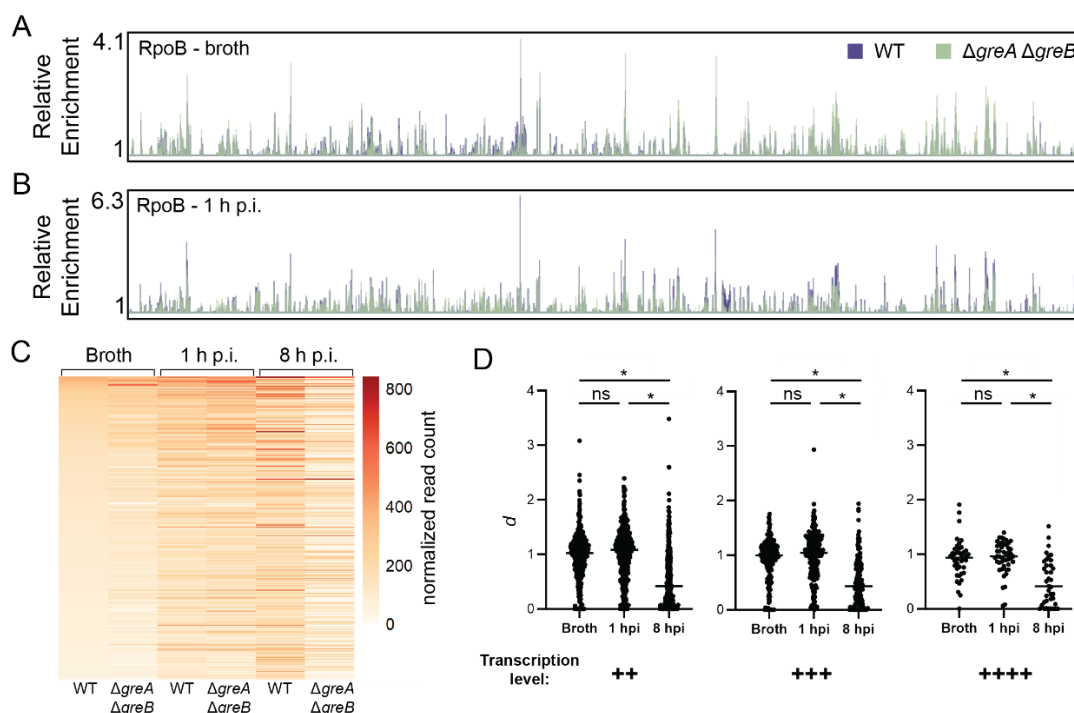 A
4.1
RpoB - broth
WT
ΔgreA ΔgreB
Relative
Enrichment
1
B
6.3
RpoB - 1 h p.i.
Relative
Enrichment
1
C
Broth
1 h p.i.
8 h p.i.
800
600
400
200
0
normalized read count
WT
ΔgreA
ΔgreB
WT
ΔgreA
ΔgreB
WT
ΔgreA
ΔgreB
D
*
ns
*
*
ns
*
*
ns
*
4
3
2
1
0
d
Broth
1 hpi
8 hpi
4
3
2
1
0
Broth
1 hpi
8 hpi
4
3
2
1
0
Broth
1 hpi
8 hpi
Transcription
level:
++
+++
++++